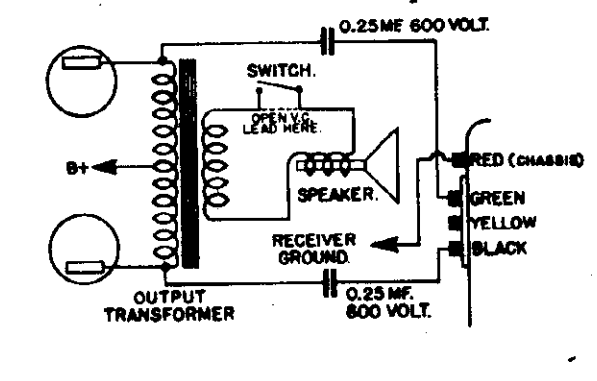 0.25MF 600 VOLT.
SWITCH.
OPEN V.C.
LEAD HERE.
B+
RED (CHASSIS)
SPEAKER.
GREEN
YELLOW
RECEIVER
GROUND.
BLACK
OUTPUT
TRANSFORMER
0.25 MF.
600 VOLT.